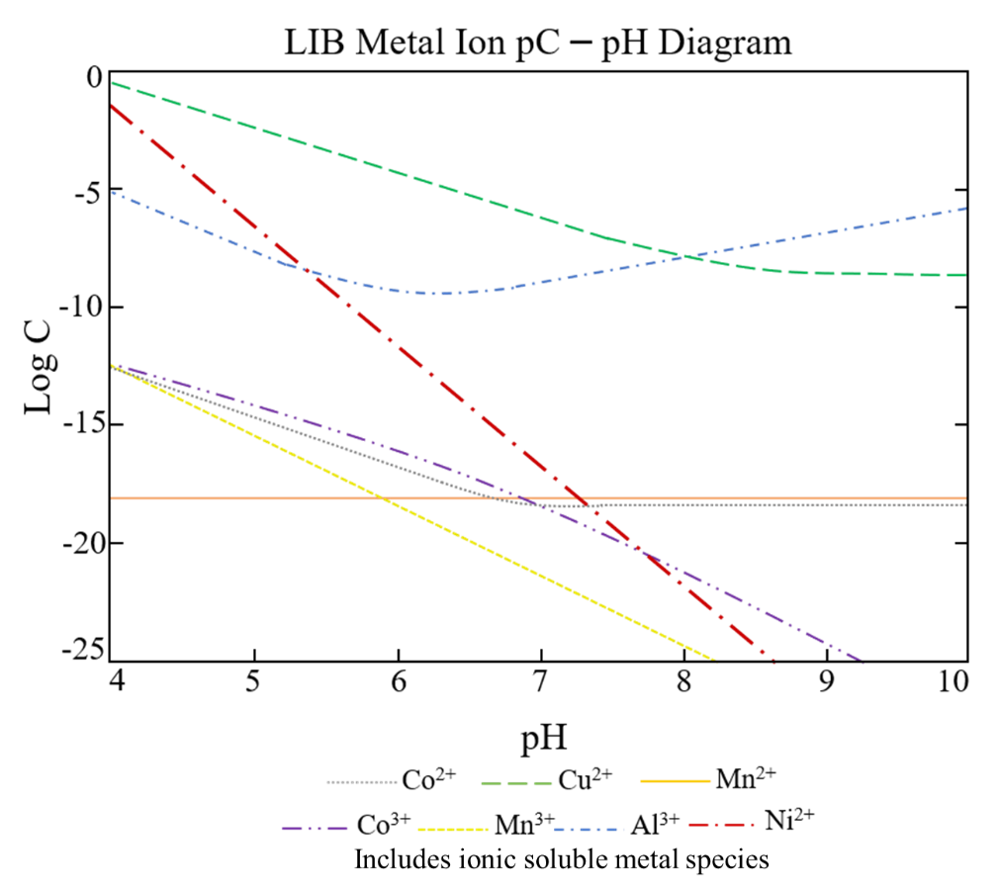 LIB Metal Ion pC – pH Diagram
0
-5
-10
-15
-20
-25
Log C
4 5 6 7 8 9 10
pH
Co²⁺ Cu²⁺ Mn²⁺
Co³⁺ Mn³⁺ Al³⁺ Ni²⁺
Includes ionic soluble metal species